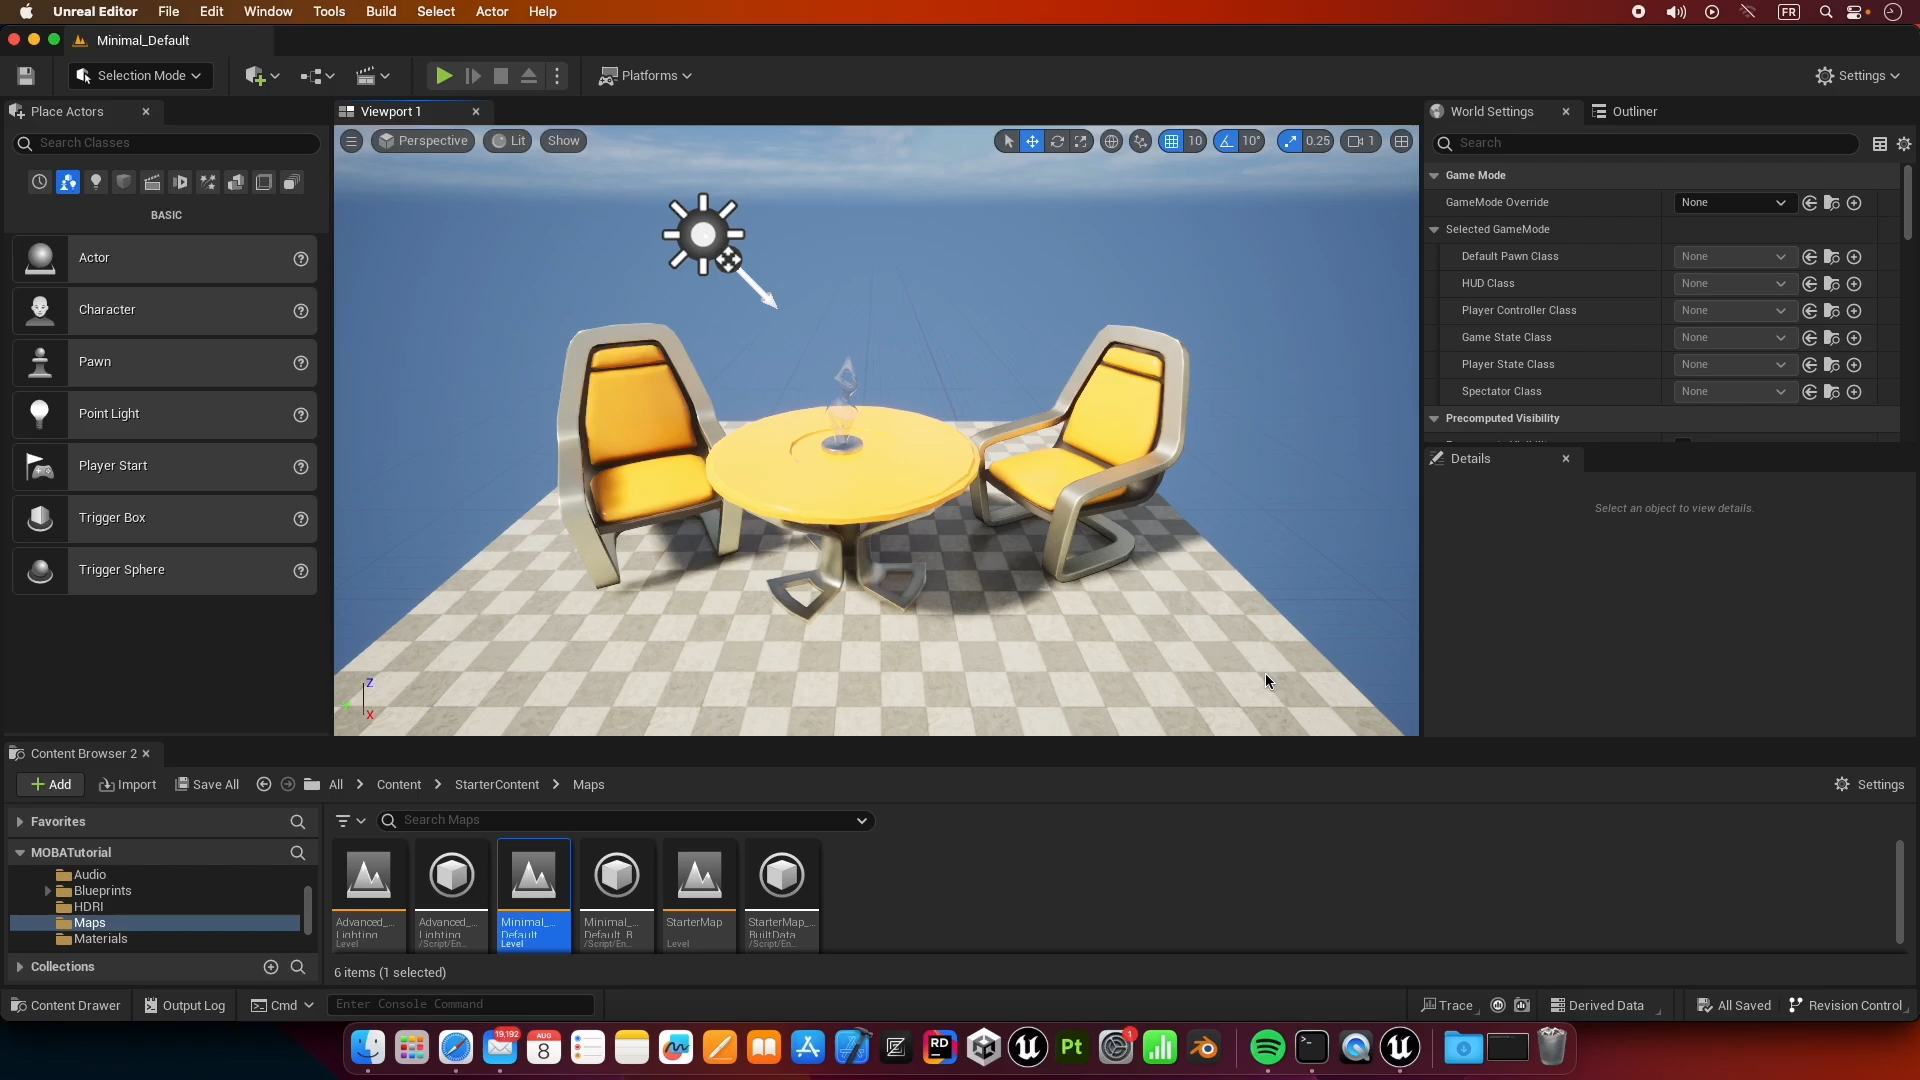 Unreal Editor File Edit Window Tools Build Select Actor Help FR
Minimal_Default
Selection Mode Platforms Settings
Place Actors Viewport 1 World Settings Outliner
Search Classes
Perspective Lit Show 10 10° 0.25 1
Search
BASIC
Actor
Character
Pawn
Point Light
Player Start
Trigger Box
Trigger Sphere
Z
X
Game Mode
GameMode Override None
Selected GameMode
Default Pawn Class None
HUD Class None
Player Controller Class None
Game State Class None
Player State Class None
Spectator Class None
Precomputed Visibility
Details
Select an object to view details.
Content Browser 2
Add Import Save All All Content StarterContent Maps Settings
Favorites
MOBATutorial
Audio
Blueprints
HDRI
Maps
Materials
Collections
Search Maps
Advanced_...
Lighting
Level
Advanced_...
Lighting
/Script/En...
Minimal_...
Default
Level
Minimal_...
Default_B
/Script/En...
StarterMap
Level
StarterMap_...
BuiltData
/Script/En...
6 items (1 selected)
Content Drawer Output Log Cmd Enter Console Command Trace Derived Data All Saved Revision Control
19,192
AUG
8
RD
Pt
1